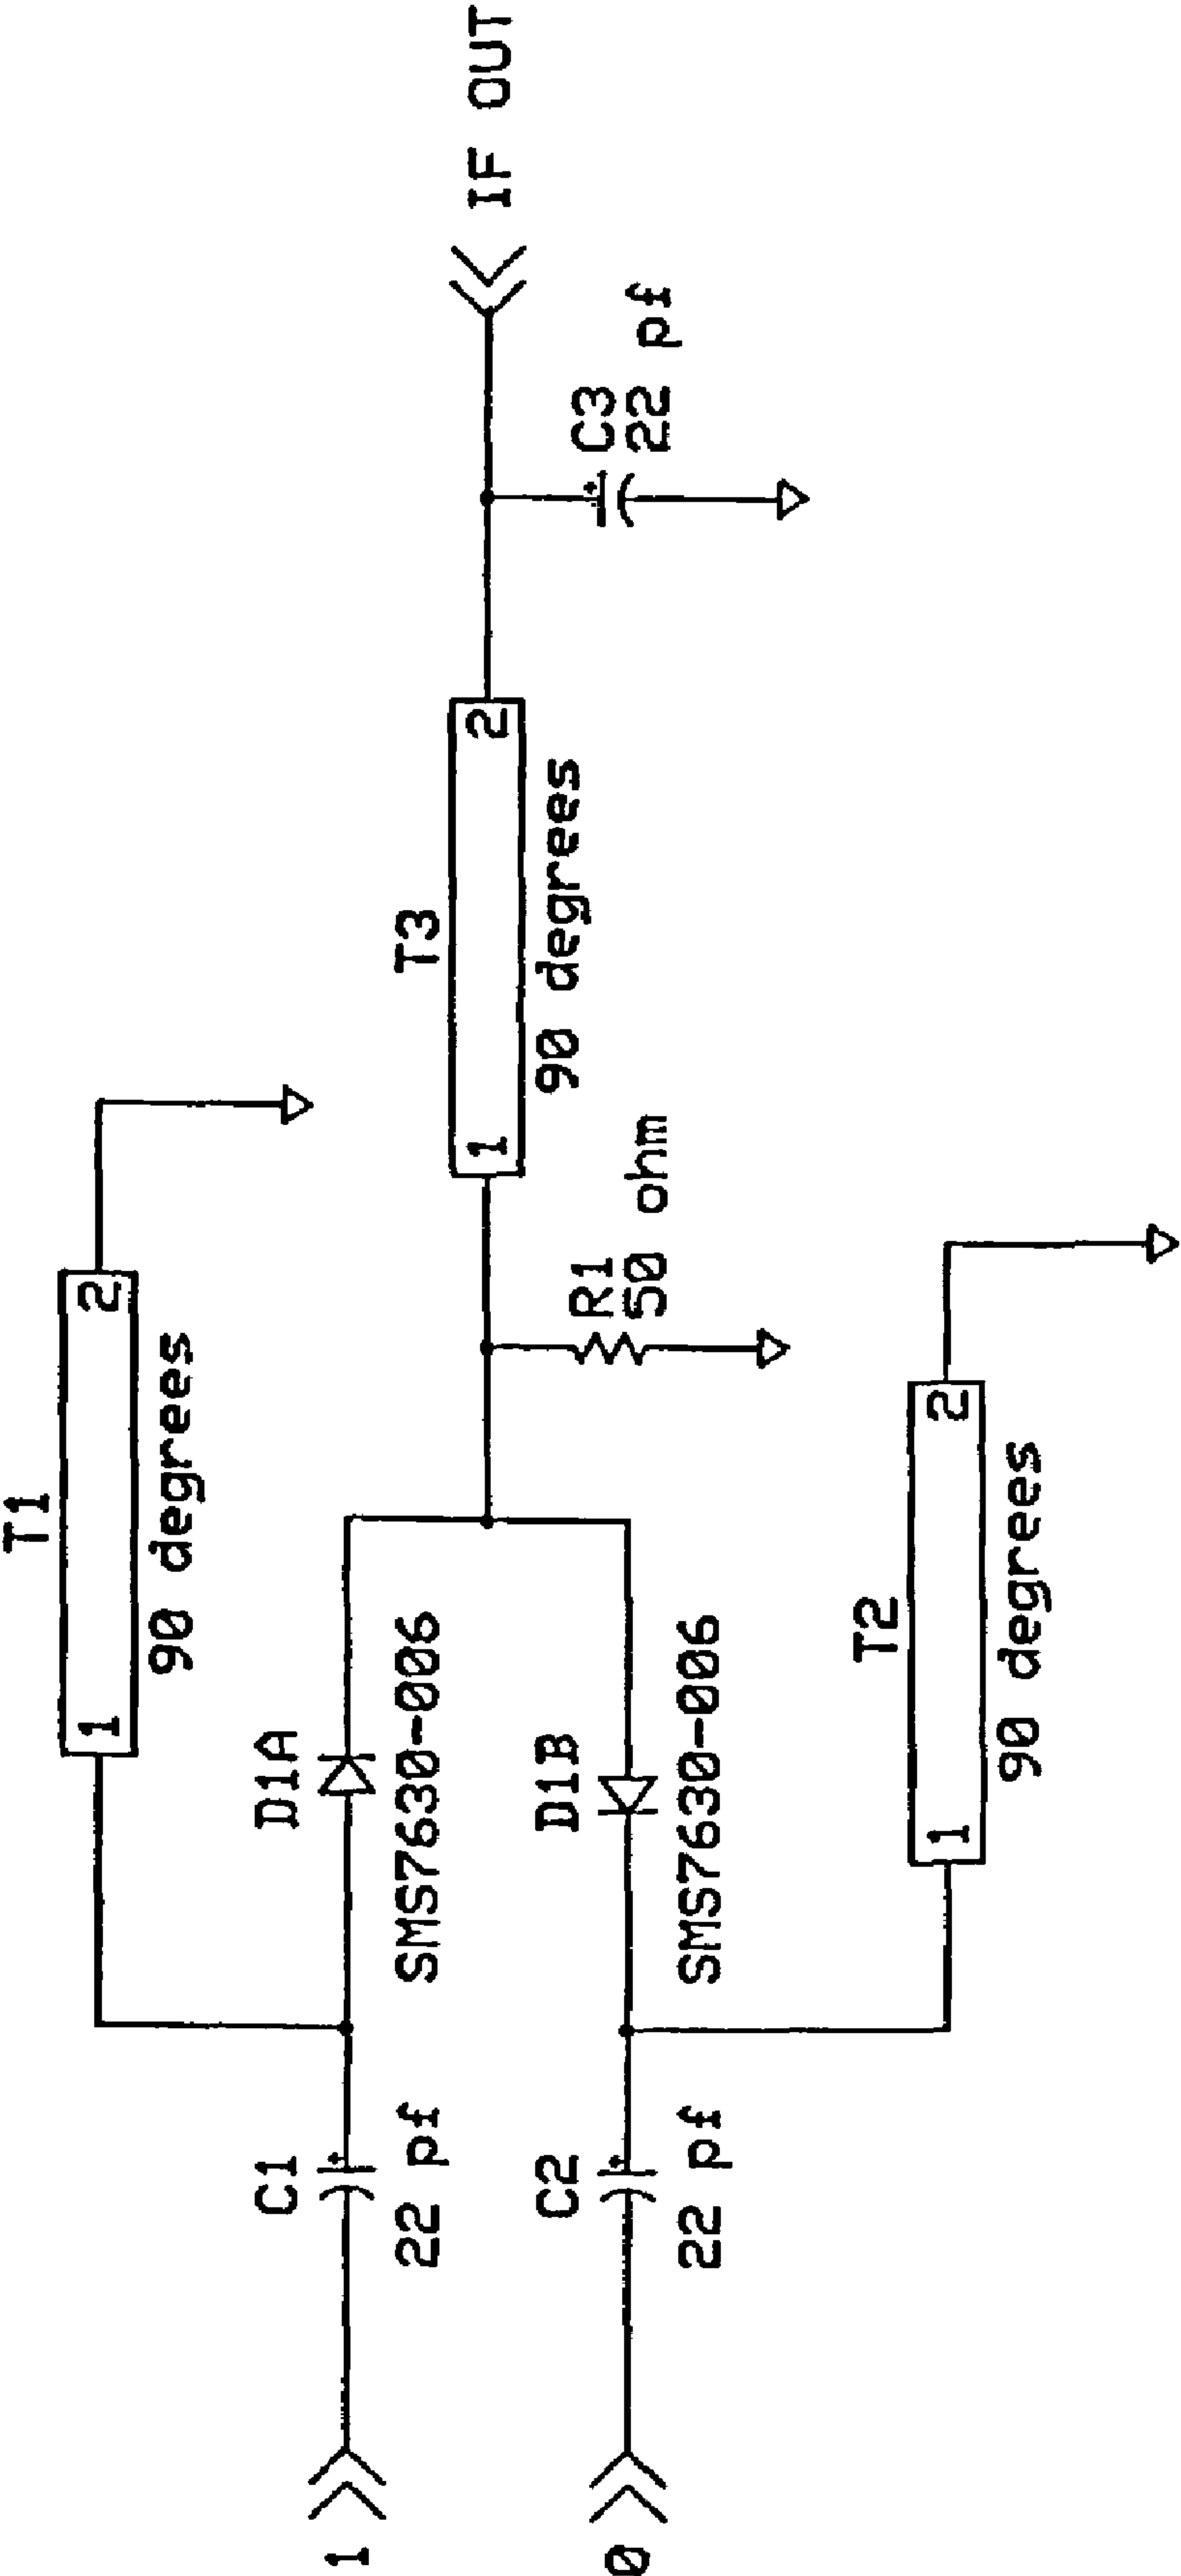 T1
1
2
90 degrees
D1A
SMS7630-006
C1
22 pf
1
T3
1
2
90 degrees
IF OUT
C3
22 pf
R1
50 ohm
D1B
SMS7630-006
C2
22 pf
0
T2
1
2
90 degrees